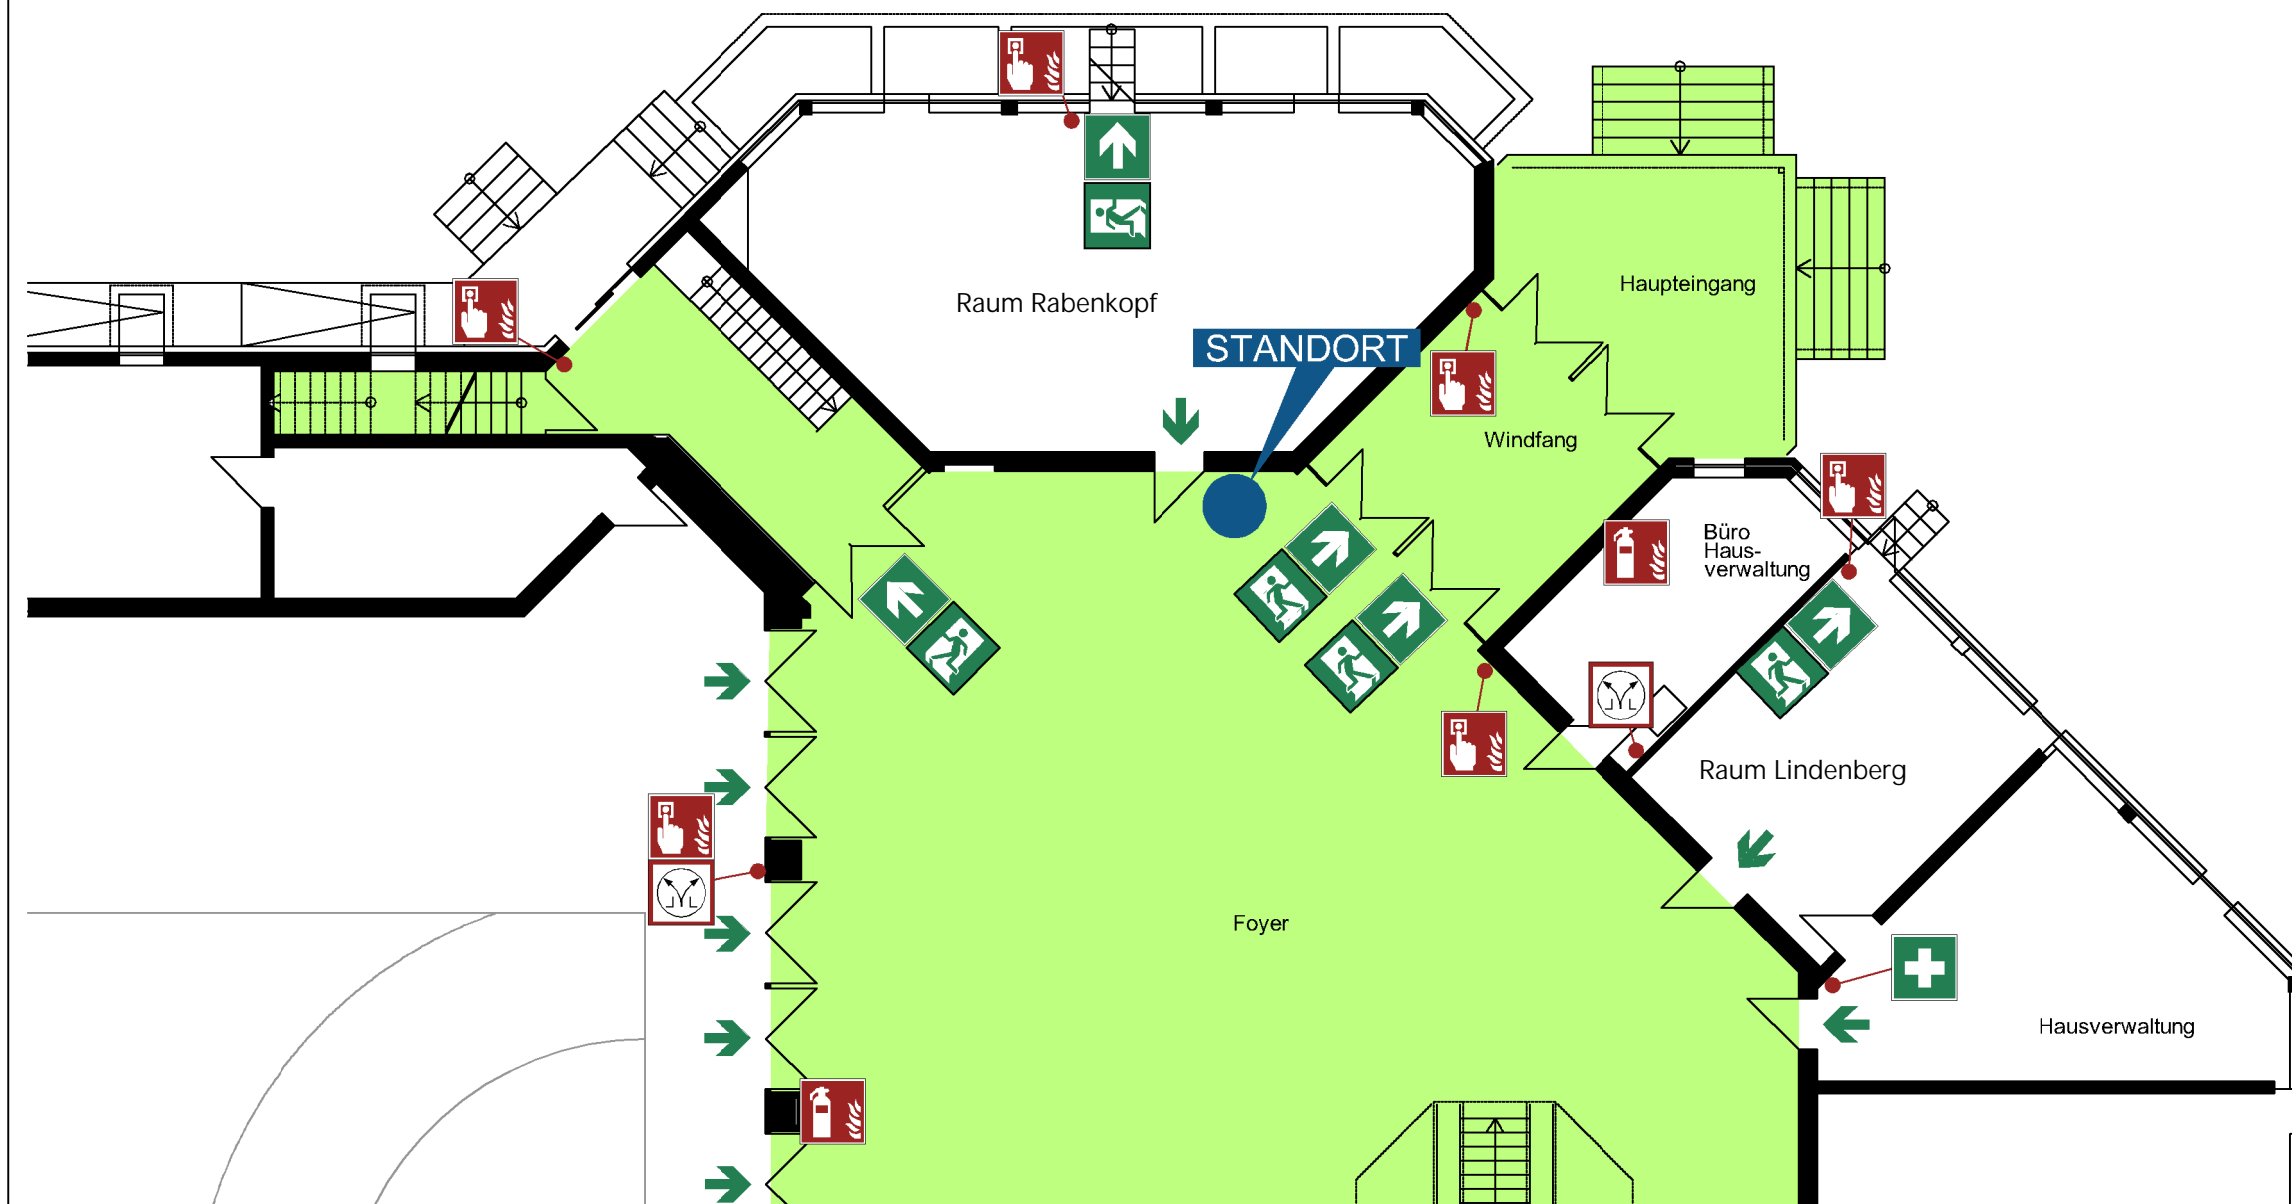 Haupteingang
Raum Rabenkopf
STANDORT
Windfang
Büro
Haus-
verwaltung
Raum Lindenberg
Foyer
Hausverwaltung